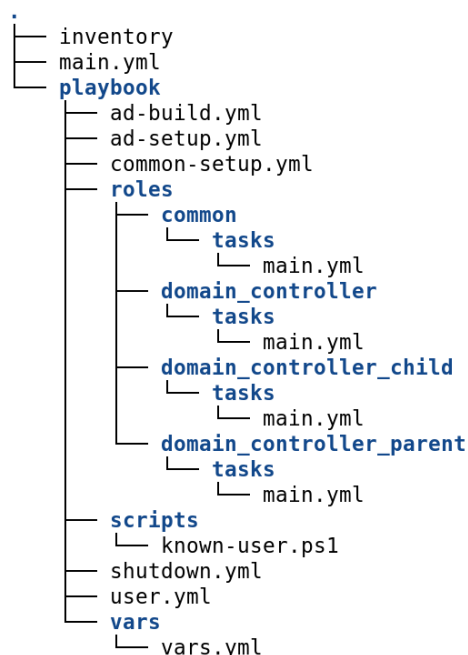 .
inventory
main.yml
playbook
ad-build.yml
ad-setup.yml
common-setup.yml
roles
common
tasks
main.yml
domain_controller
tasks
main.yml
domain_controller_child
tasks
main.yml
domain_controller_parent
tasks
main.yml
scripts
known-user.ps1
shutdown.yml
user.yml
vars
vars.yml